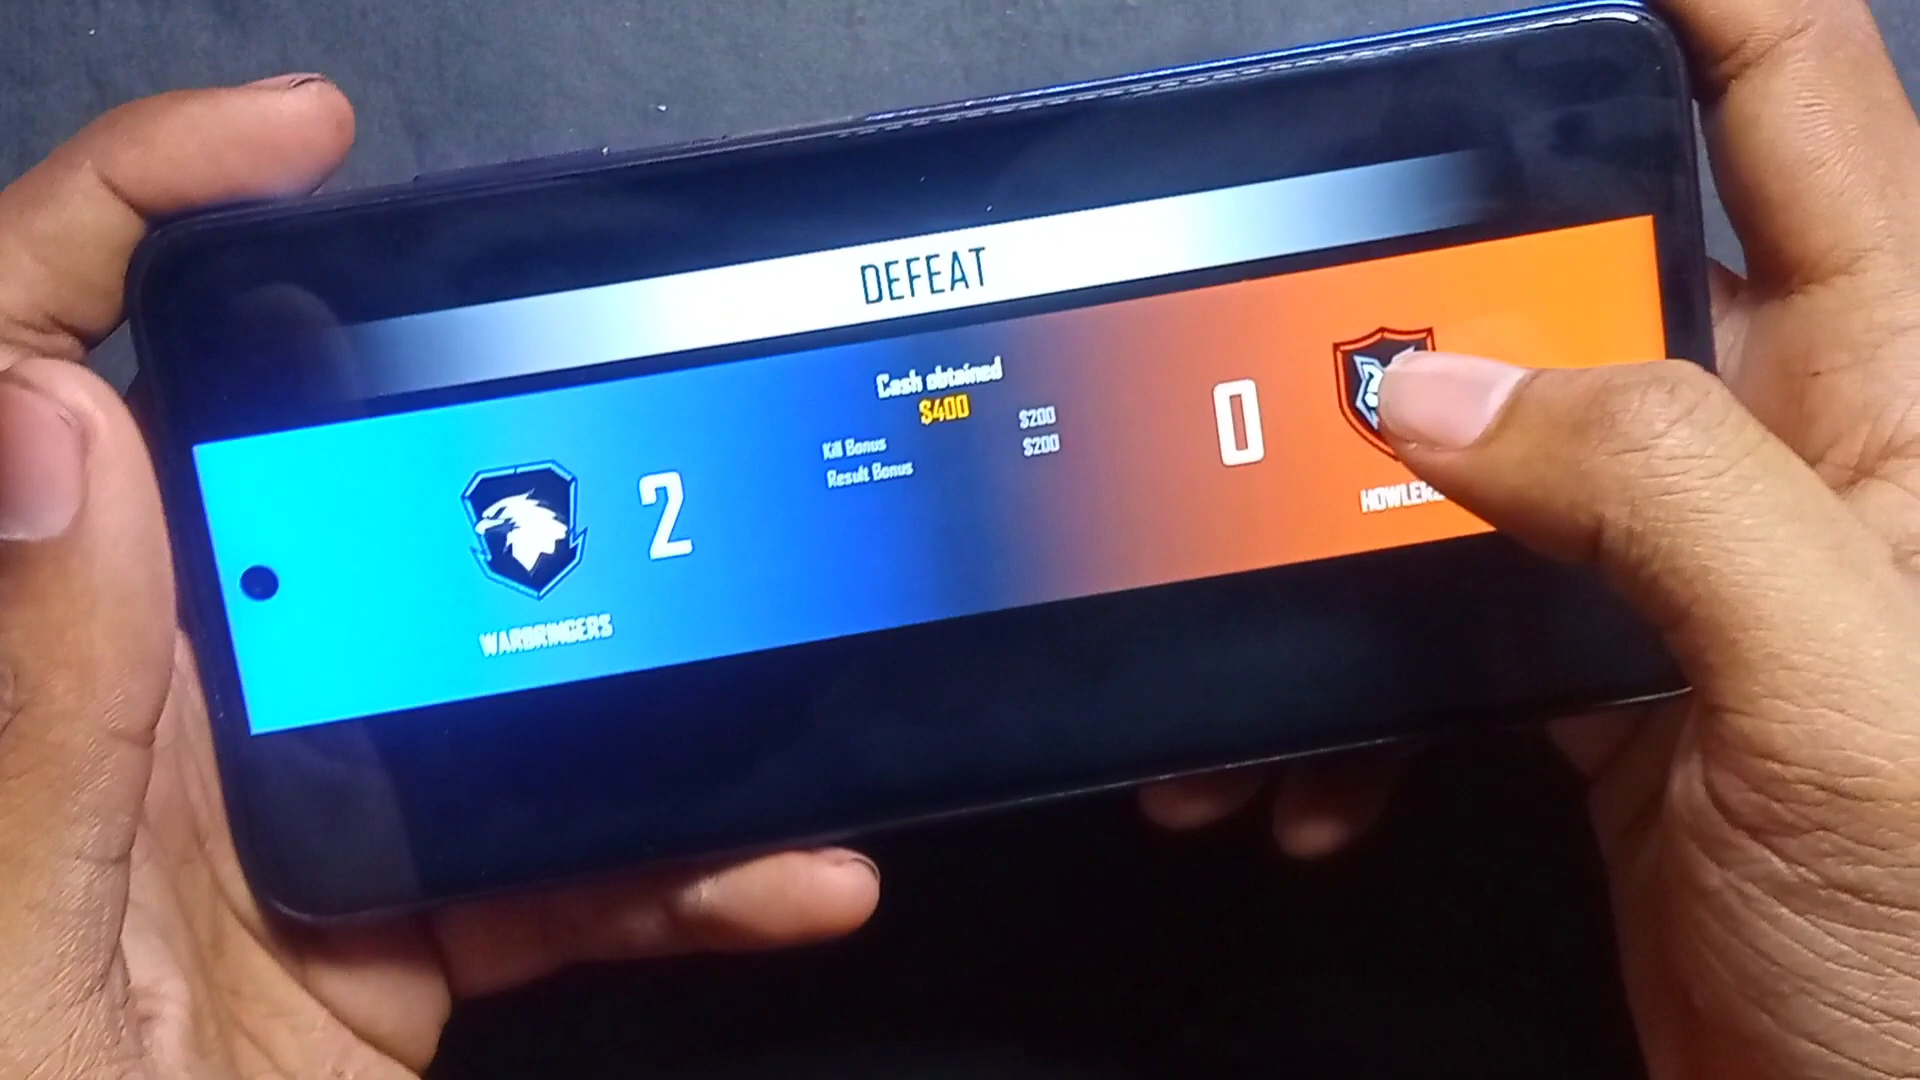 DEFEAT
Cash obtained
$400
Kill Bonus $200
Result Bonus $200
2
0
WARBRINGERS